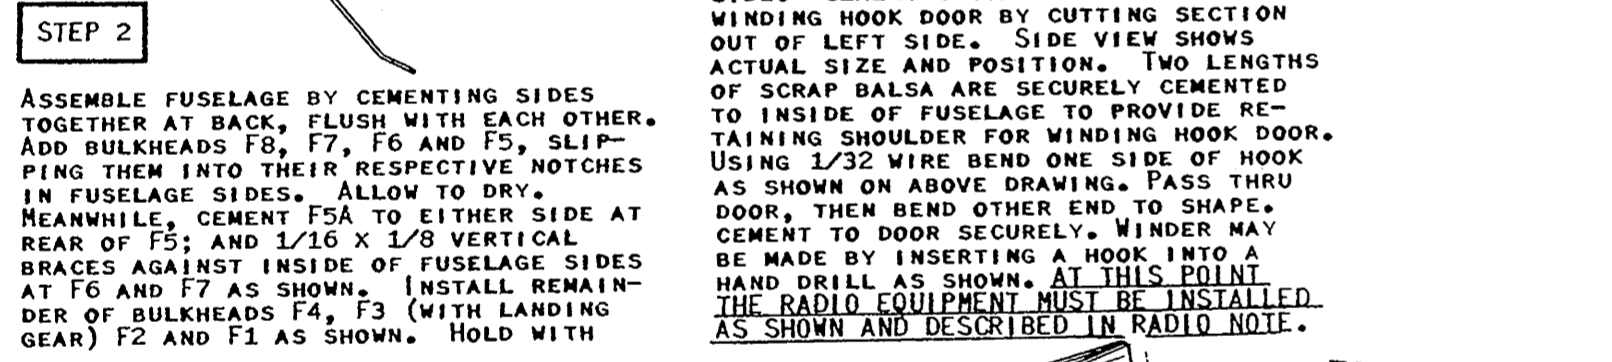 STEP 2
ASSEMBLE FUSELAGE BY CEMENTING SIDES
TOGETHER AT BACK, FLUSH WITH EACH OTHER.
ADD BULKHEADS F8, F7, F6 AND F5, SLIP-
PING THEM INTO THEIR RESPECTIVE NOTCHES
IN FUSELAGE SIDES. ALLOW TO DRY.
MEANWHILE, CEMENT F5A TO EITHER SIDE AT
REAR OF F5; AND 1/16 X 1/8 VERTICAL
BRACES AGAINST INSIDE OF FUSELAGE SIDES
AT F6 AND F7 AS SHOWN. INSTALL REMAIN-
DER OF BULKHEADS F4, F3 (WITH LANDING
GEAR) F2 AND F1 AS SHOWN. HOLD WITH
WINDING HOOK DOOR BY CUTTING SECTION
OUT OF LEFT SIDE. SIDE VIEW SHOWS
ACTUAL SIZE AND POSITION. TWO LENGTHS
OF SCRAP BALSA ARE SECURELY CEMENTED
TO INSIDE OF FUSELAGE TO PROVIDE RE-
TAINING SHOULDER FOR WINDING HOOK DOOR.
USING 1/32 WIRE BEND ONE SIDE OF HOOK
AS SHOWN ON ABOVE DRAWING. PASS THRU
DOOR, THEN BEND OTHER END TO SHAPE.
CEMENT TO DOOR SECURELY. WINDER MAY
BE MADE BY INSERTING A HOOK INTO A
HAND DRILL AS SHOWN. AT THIS POINT
THE RADIO EQUIPMENT MUST BE INSTALLED
AS SHOWN AND DESCRIBED IN RADIO NOTE.